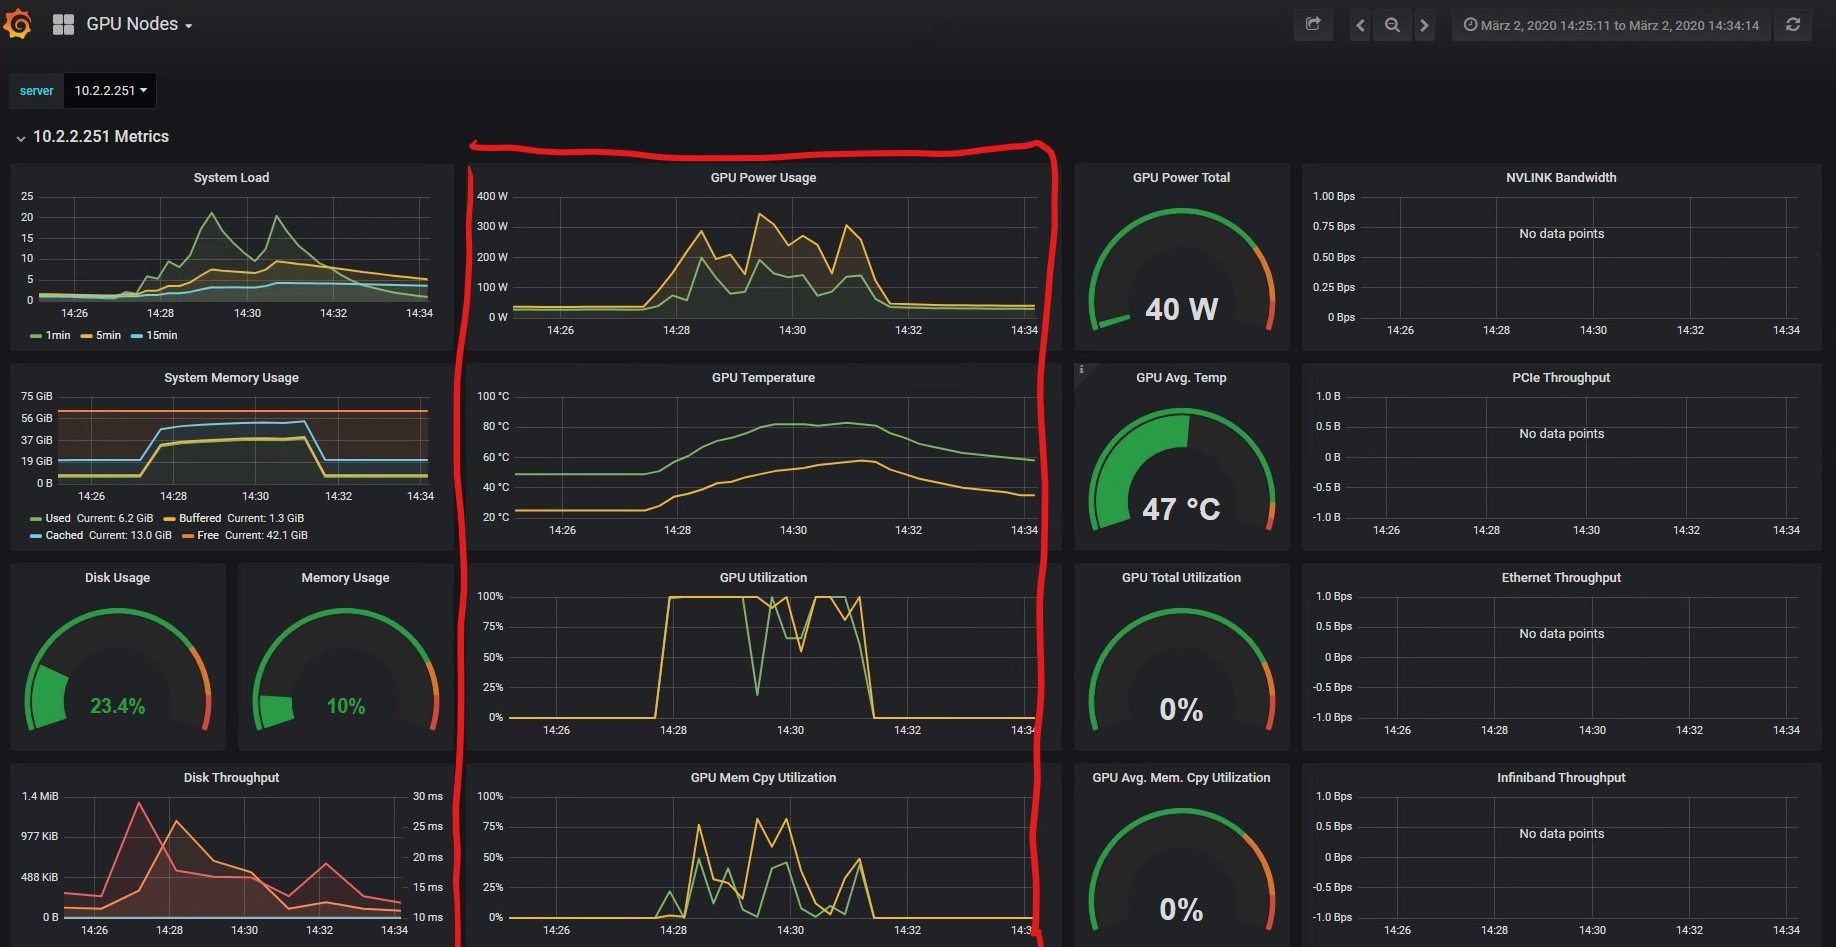 GPU Nodes
März 2, 2020 14:25:11 to März 2, 2020 14:34:14
server 10.2.2.251
10.2.2.251 Metrics
System Load
25
20
15
10
5
0
14:26 14:28 14:30 14:32 14:34
1min 5min 15min
GPU Power Usage
400 W
300 W
200 W
100 W
0 W
14:26 14:28 14:30 14:32 14:34
GPU Power Total
40 W
NVLINK Bandwidth
1.00 Bps
0.75 Bps
0.50 Bps
0.25 Bps
0 Bps
No data points
14:26 14:28 14:30 14:32 14:34
System Memory Usage
75 GiB
56 GiB
37 GiB
19 GiB
0 B
14:26 14:28 14:30 14:32 14:34
Used Current: 6.2 GiB Buffered Current: 1.3 GiB
Cached Current: 13.0 GiB Free Current: 42.1 GiB
GPU Temperature
100 °C
80 °C
60 °C
40 °C
20 °C
14:26 14:28 14:30 14:32 14:34
i
GPU Avg. Temp
47 °C
PCIe Throughput
1.0 B
0.5 B
0 B
-0.5 B
-1.0 B
No data points
14:26 14:28 14:30 14:32 14:34
Disk Usage
23.4%
Memory Usage
10%
GPU Utilization
100%
75%
50%
25%
0%
14:26 14:28 14:30 14:32 14:34
GPU Total Utilization
0%
Ethernet Throughput
1.0 Bps
0.5 Bps
0 Bps
-0.5 Bps
-1.0 Bps
No data points
14:26 14:28 14:30 14:32 14:34
Disk Throughput
1.4 MiB
977 KiB
488 KiB
0 B
30 ms
25 ms
20 ms
15 ms
10 ms
14:26 14:28 14:30 14:32 14:34
GPU Mem Cpy Utilization
100%
75%
50%
25%
0%
14:26 14:28 14:30 14:32 14:3
GPU Avg. Mem. Cpy Utilization
0%
Infiniband Throughput
1.0 Bps
0.5 Bps
0 Bps
-0.5 Bps
-1.0 Bps
No data points
14:26 14:28 14:30 14:32 14:34